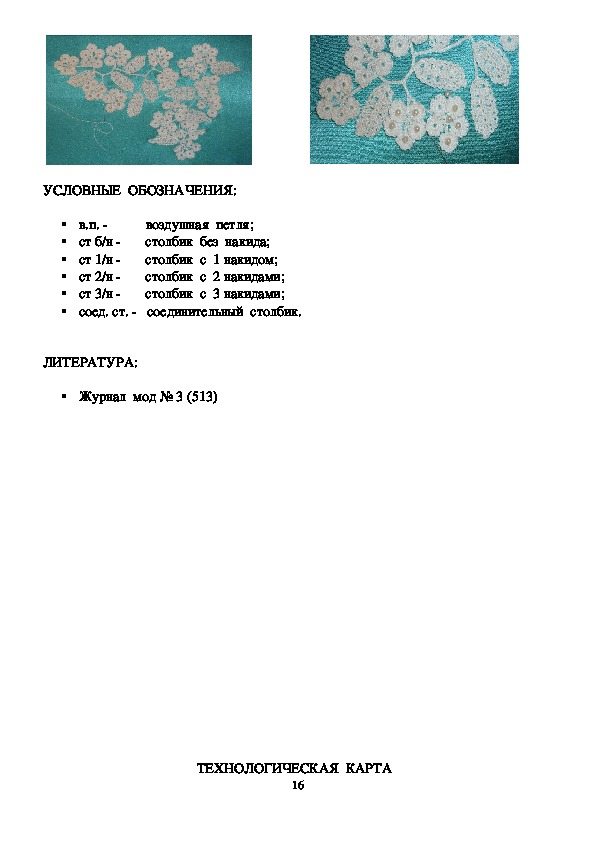 УСЛОВНЫЕ ОБОЗНАЧЕНИЯ:
▪ в.п. - воздушная петля;
▪ ст б/н - столбик без накида;
▪ ст 1/н - столбик с 1 накидом;
▪ ст 2/н - столбик с 2 накидами;
▪ ст 3/н - столбик с 3 накидами;
▪ соед. ст. - соединительный столбик.
ЛИТЕРАТУРА:
▪ Журнал мод № 3 (513)
ТЕХНОЛОГИЧЕСКАЯ КАРТА
16